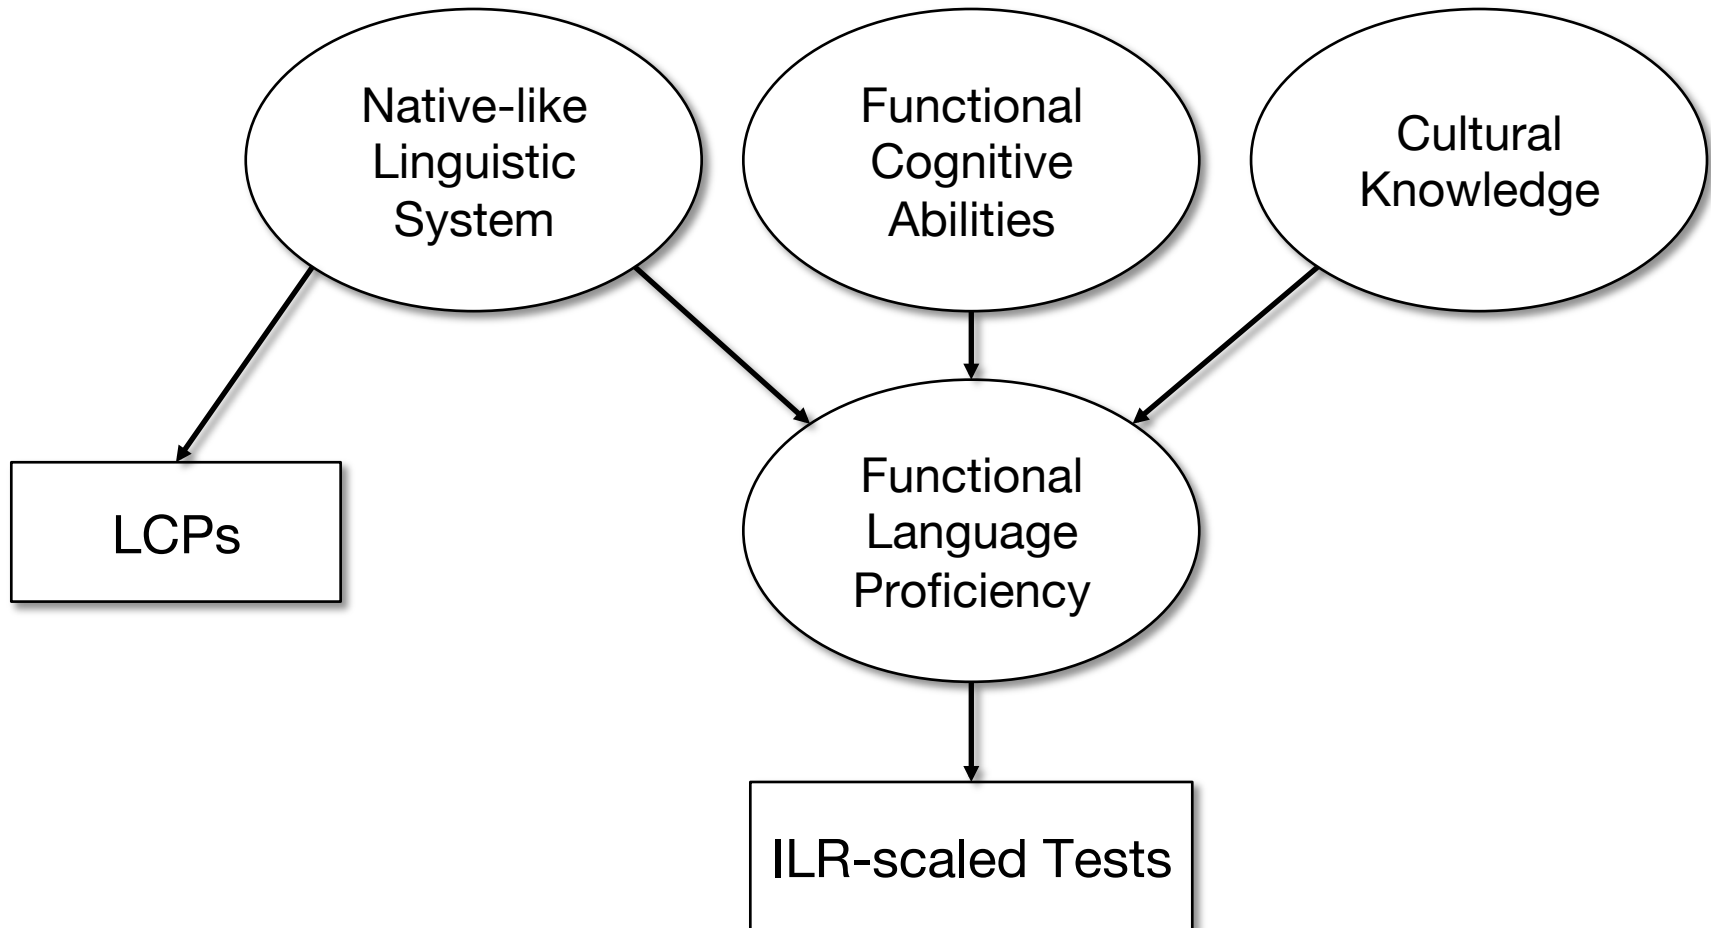 Native-like
Linguistic
System
Functional
Cognitive
Abilities
Cultural
Knowledge
LCPs
Functional
Language
Proficiency
ILR-scaled Tests